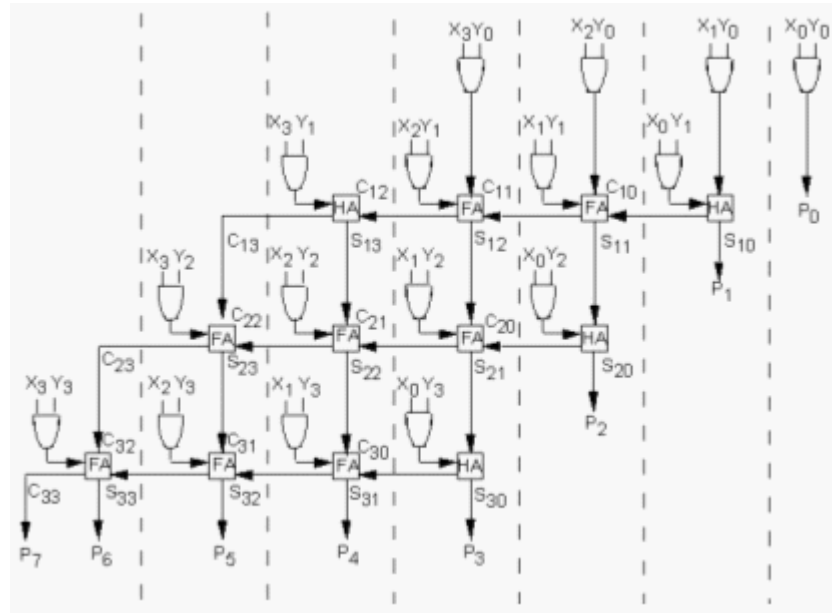 X3Y0 X2Y0 X1Y0 X0Y0
X3Y1 X2Y1 X1Y1 X0Y1
C12 C11 C10
HA FA FA HA P0
C13 S13 S12 S11 S10
X3Y2 X2Y2 X1Y2 X0Y2 P1
C22 C21 C20
FA FA FA HA
C23 S23 S22 S21 S20
X3Y3 X2Y3 X1Y3 X0Y3
P2
C32 C31 C30
FA FA FA HA
C33 S33 S32 S31 S30
P7 P6 P5 P4 P3